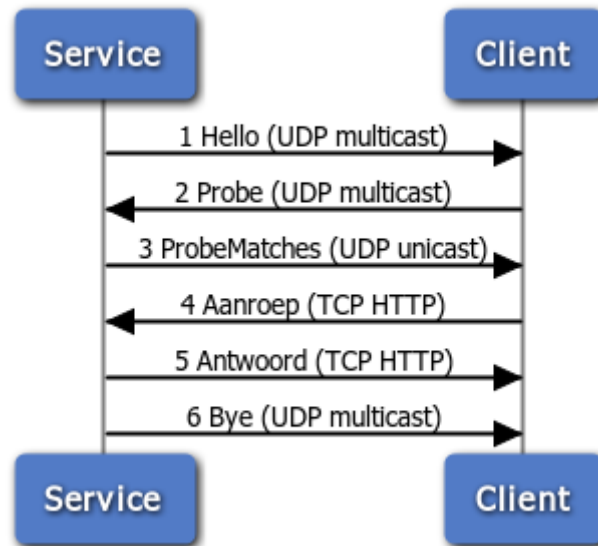 Service Client
1 Hello (UDP multicast)
2 Probe (UDP multicast)
3 ProbeMatches (UDP unicast)
4 Aanroep (TCP HTTP)
5 Antwoord (TCP HTTP)
6 Bye (UDP multicast)
Service Client